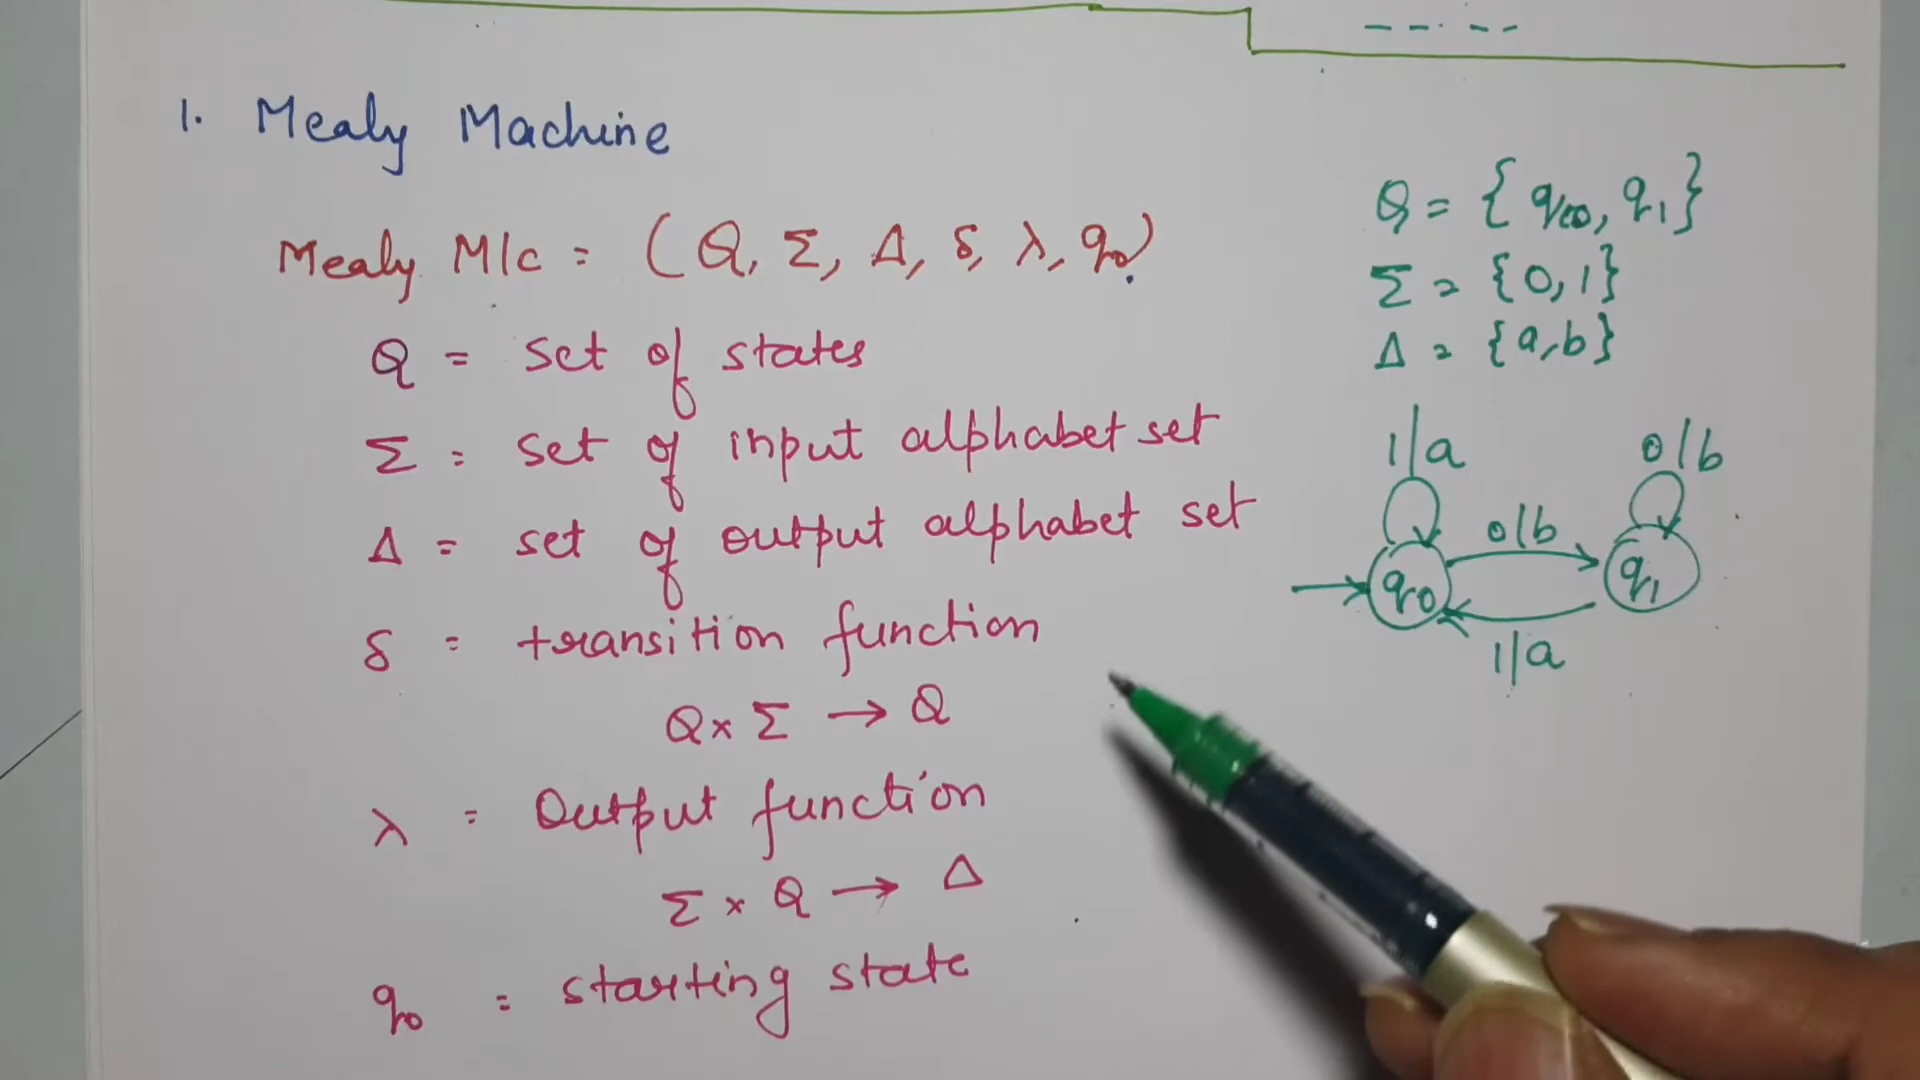 1. Mealy Machine
Mealy M/c = (Q, Σ, Δ, δ, λ, q0)
Q = Set of states
Σ = Set of input alphabet set
Δ = set of output alphabet set
δ = transition function
Q × Σ → Q
λ = Output function
Σ × Q → Δ
q0 = starting state
Q = {q0, q1}
Σ = {0, 1}
Δ = {a, b}
1/a
0/b
0/b
q0
q1
1/a